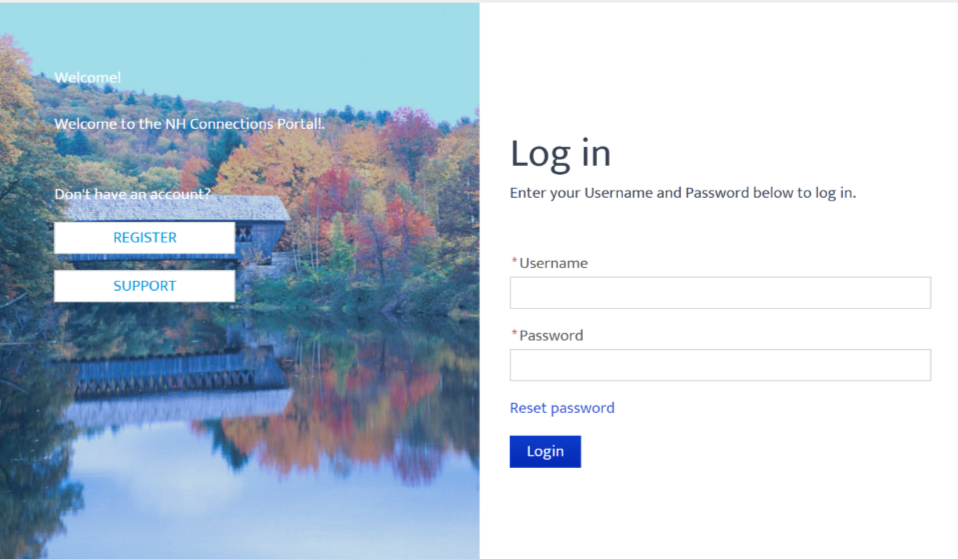 Welcome!
Welcome to the NH Connections Portal!.
Don't have an account?
REGISTER
SUPPORT
Log in
Enter your Username and Password below to log in.
*Username
*Password
Reset password
Login